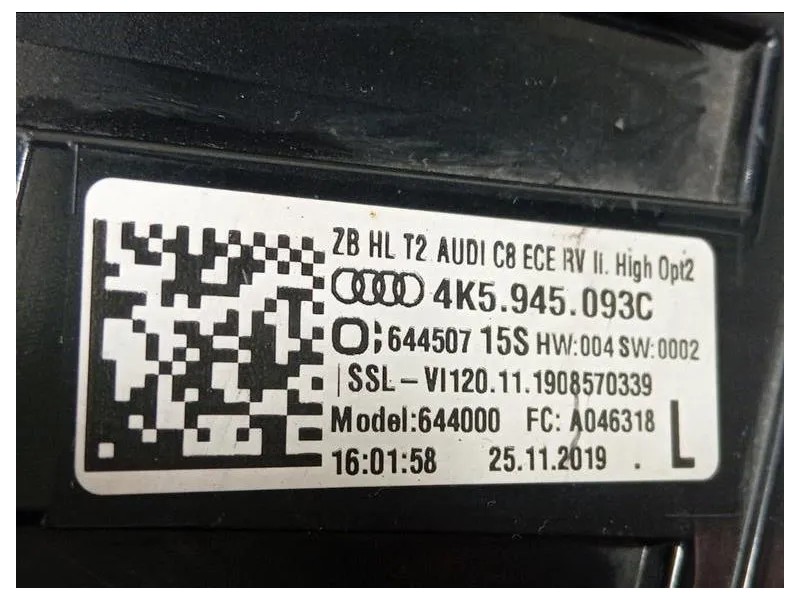 ZB HL T2 AUDI C8 ECE RV li. High Opt2
4K5.945.093C
O; 644507 15S HW:004 SW:0002
SSL-VI120.11.1908570339
Model:644000 FC: A046318
16:01:58 25.11.2019 . L